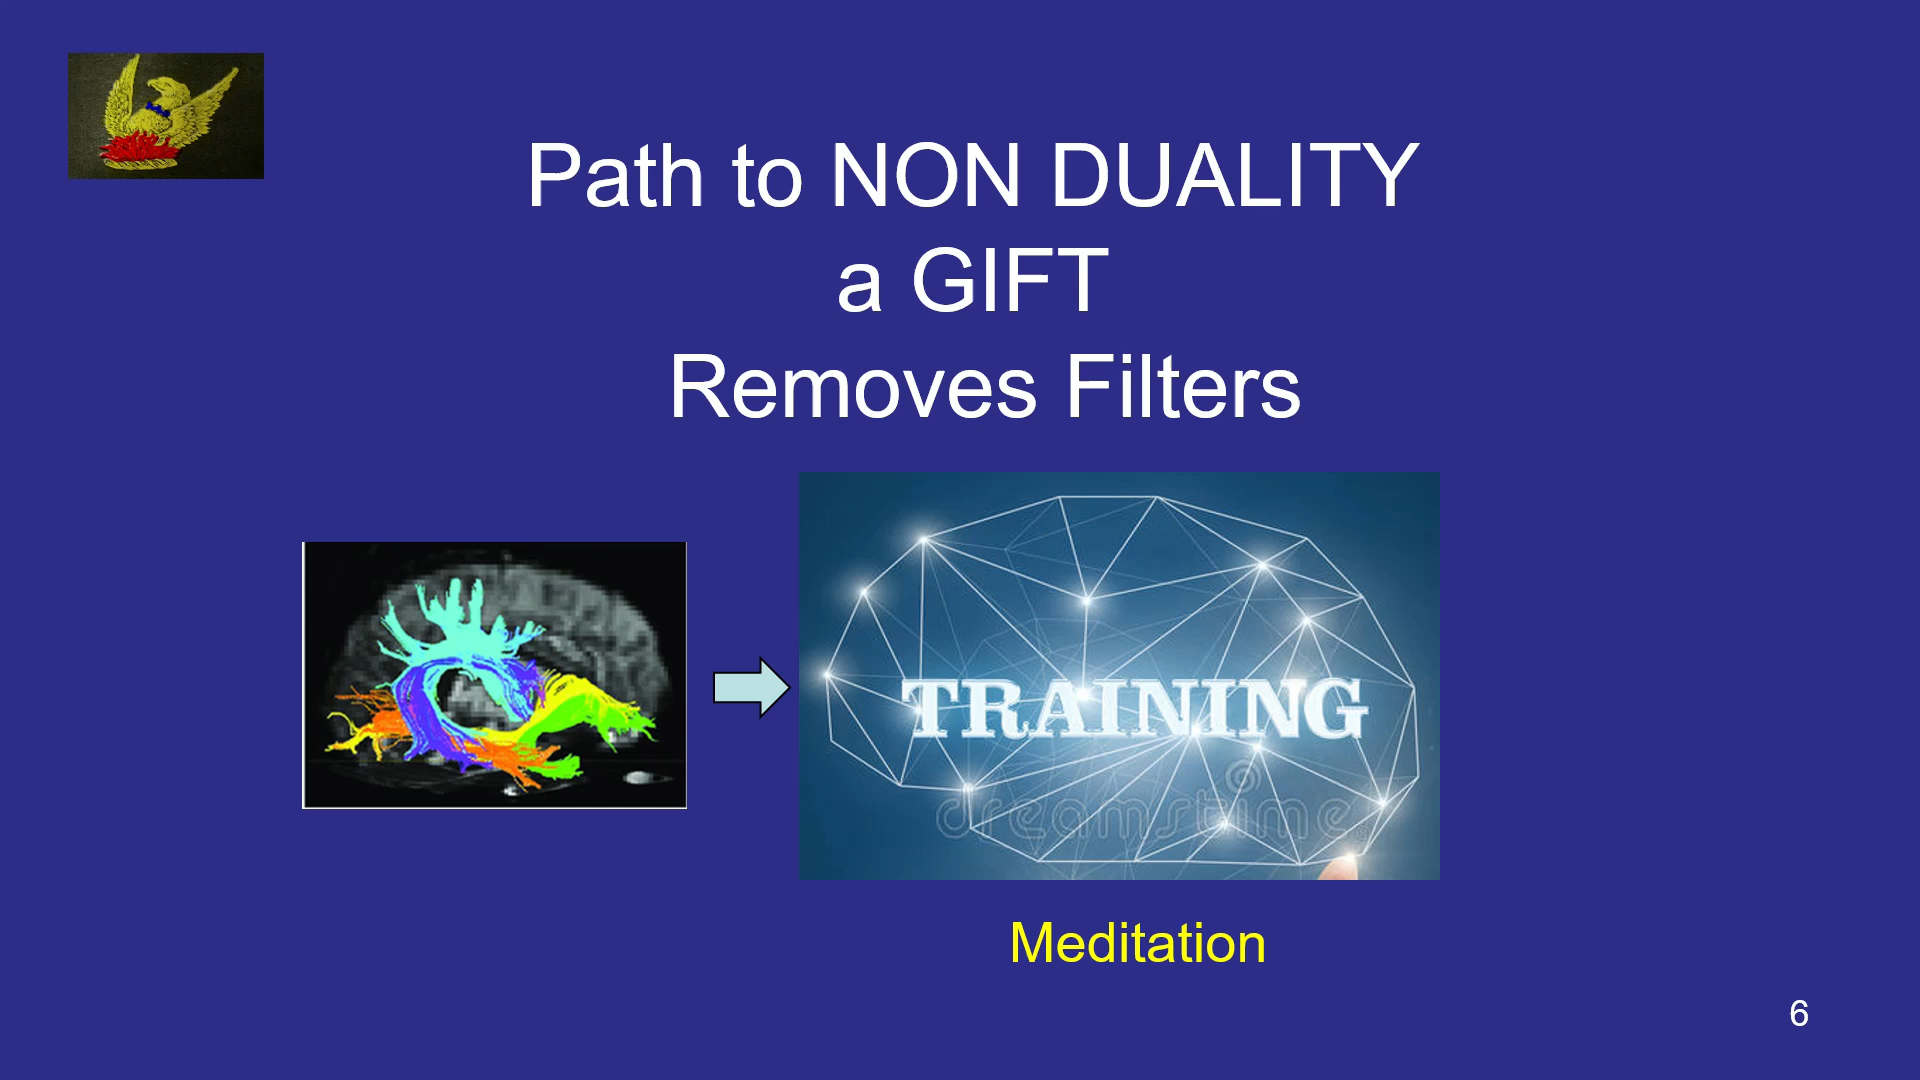 Path to NON DUALITY
a GIFT
Removes Filters
TRAINING
dreamstime
Meditation
6